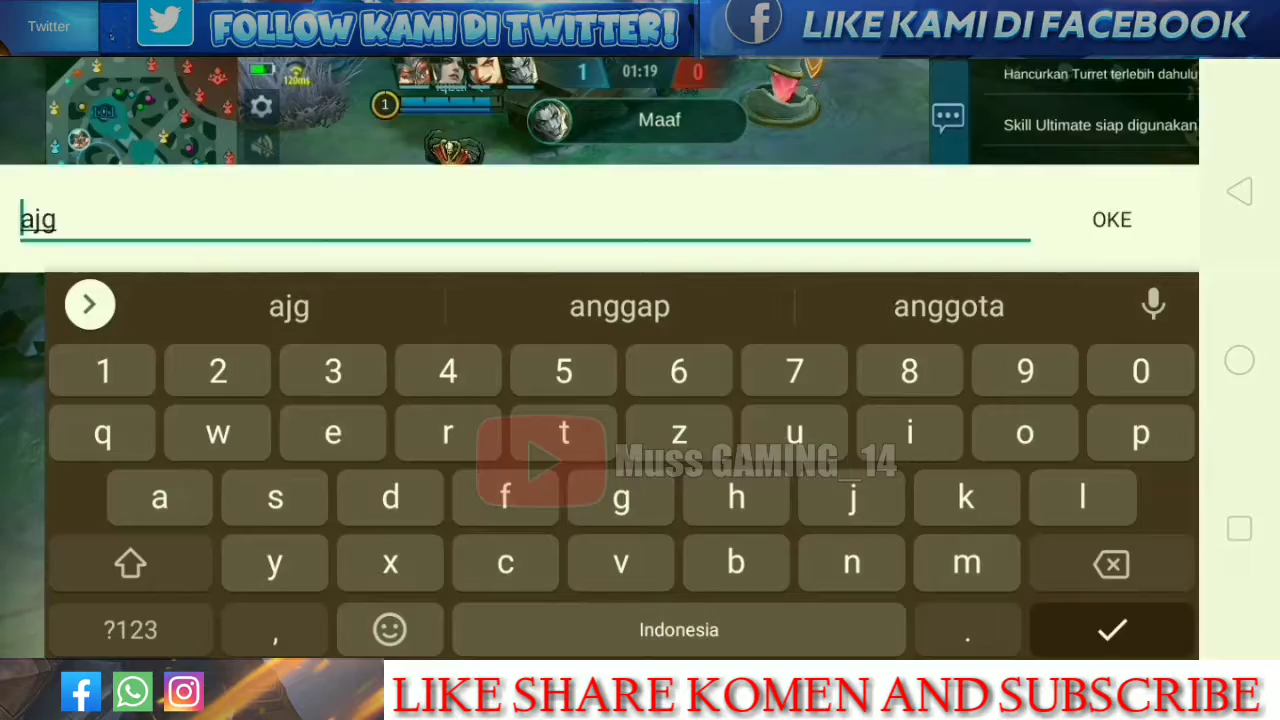 Twitter
FOLLOW KAMI DI TWITTER!
LIKE KAMI DI FACEBOOK
120ms
1 01:19 0
1
Maaf
Hancurkan Turret terlebih dahulu
Skill Ultimate siap digunakan
ajg
OKE
ajg anggap anggota
1 2 3 4 5 6 7 8 9 0
q w e r t z u i o p
Muss GAMING_14
a s d f g h j k l
y x c v b n m
?123 , Indonesia .
LIKE SHARE KOMEN AND SUBSCRIBE